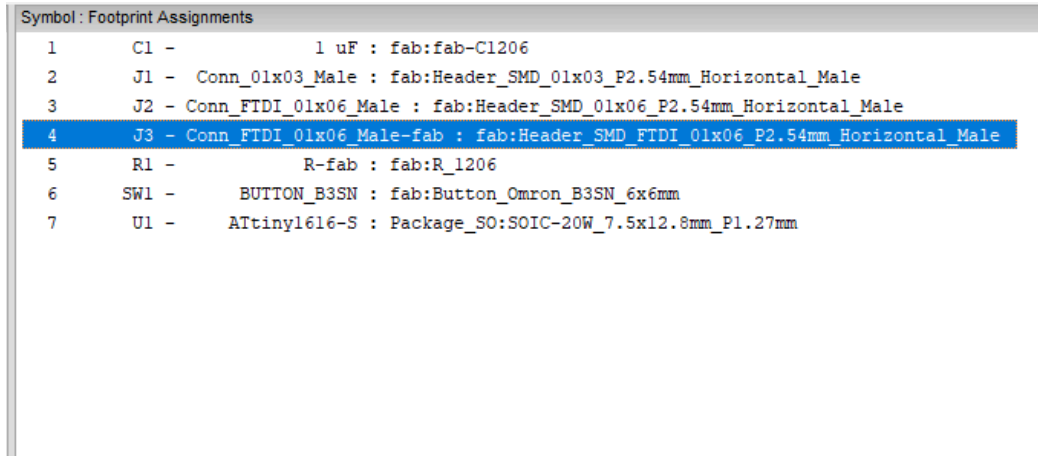 Symbol : Footprint Assignments
1 C1 - 1 uF : fab:fab-C1206
2 J1 - Conn_01x03_Male : fab:Header_SMD_01x03_P2.54mm_Horizontal_Male
3 J2 - Conn_FTDI_01x06_Male : fab:Header_SMD_01x06_P2.54mm_Horizontal_Male
4 J3 - Conn_FTDI_01x06_Male-fab : fab:Header_SMD_FTDI_01x06_P2.54mm_Horizontal_Male
5 R1 - R-fab : fab:R_1206
6 SW1 - BUTTON_B3SN : fab:Button_Omron_B3SN_6x6mm
7 U1 - ATtiny1616-S : Package_SO:SOIC-20W_7.5x12.8mm_P1.27mm